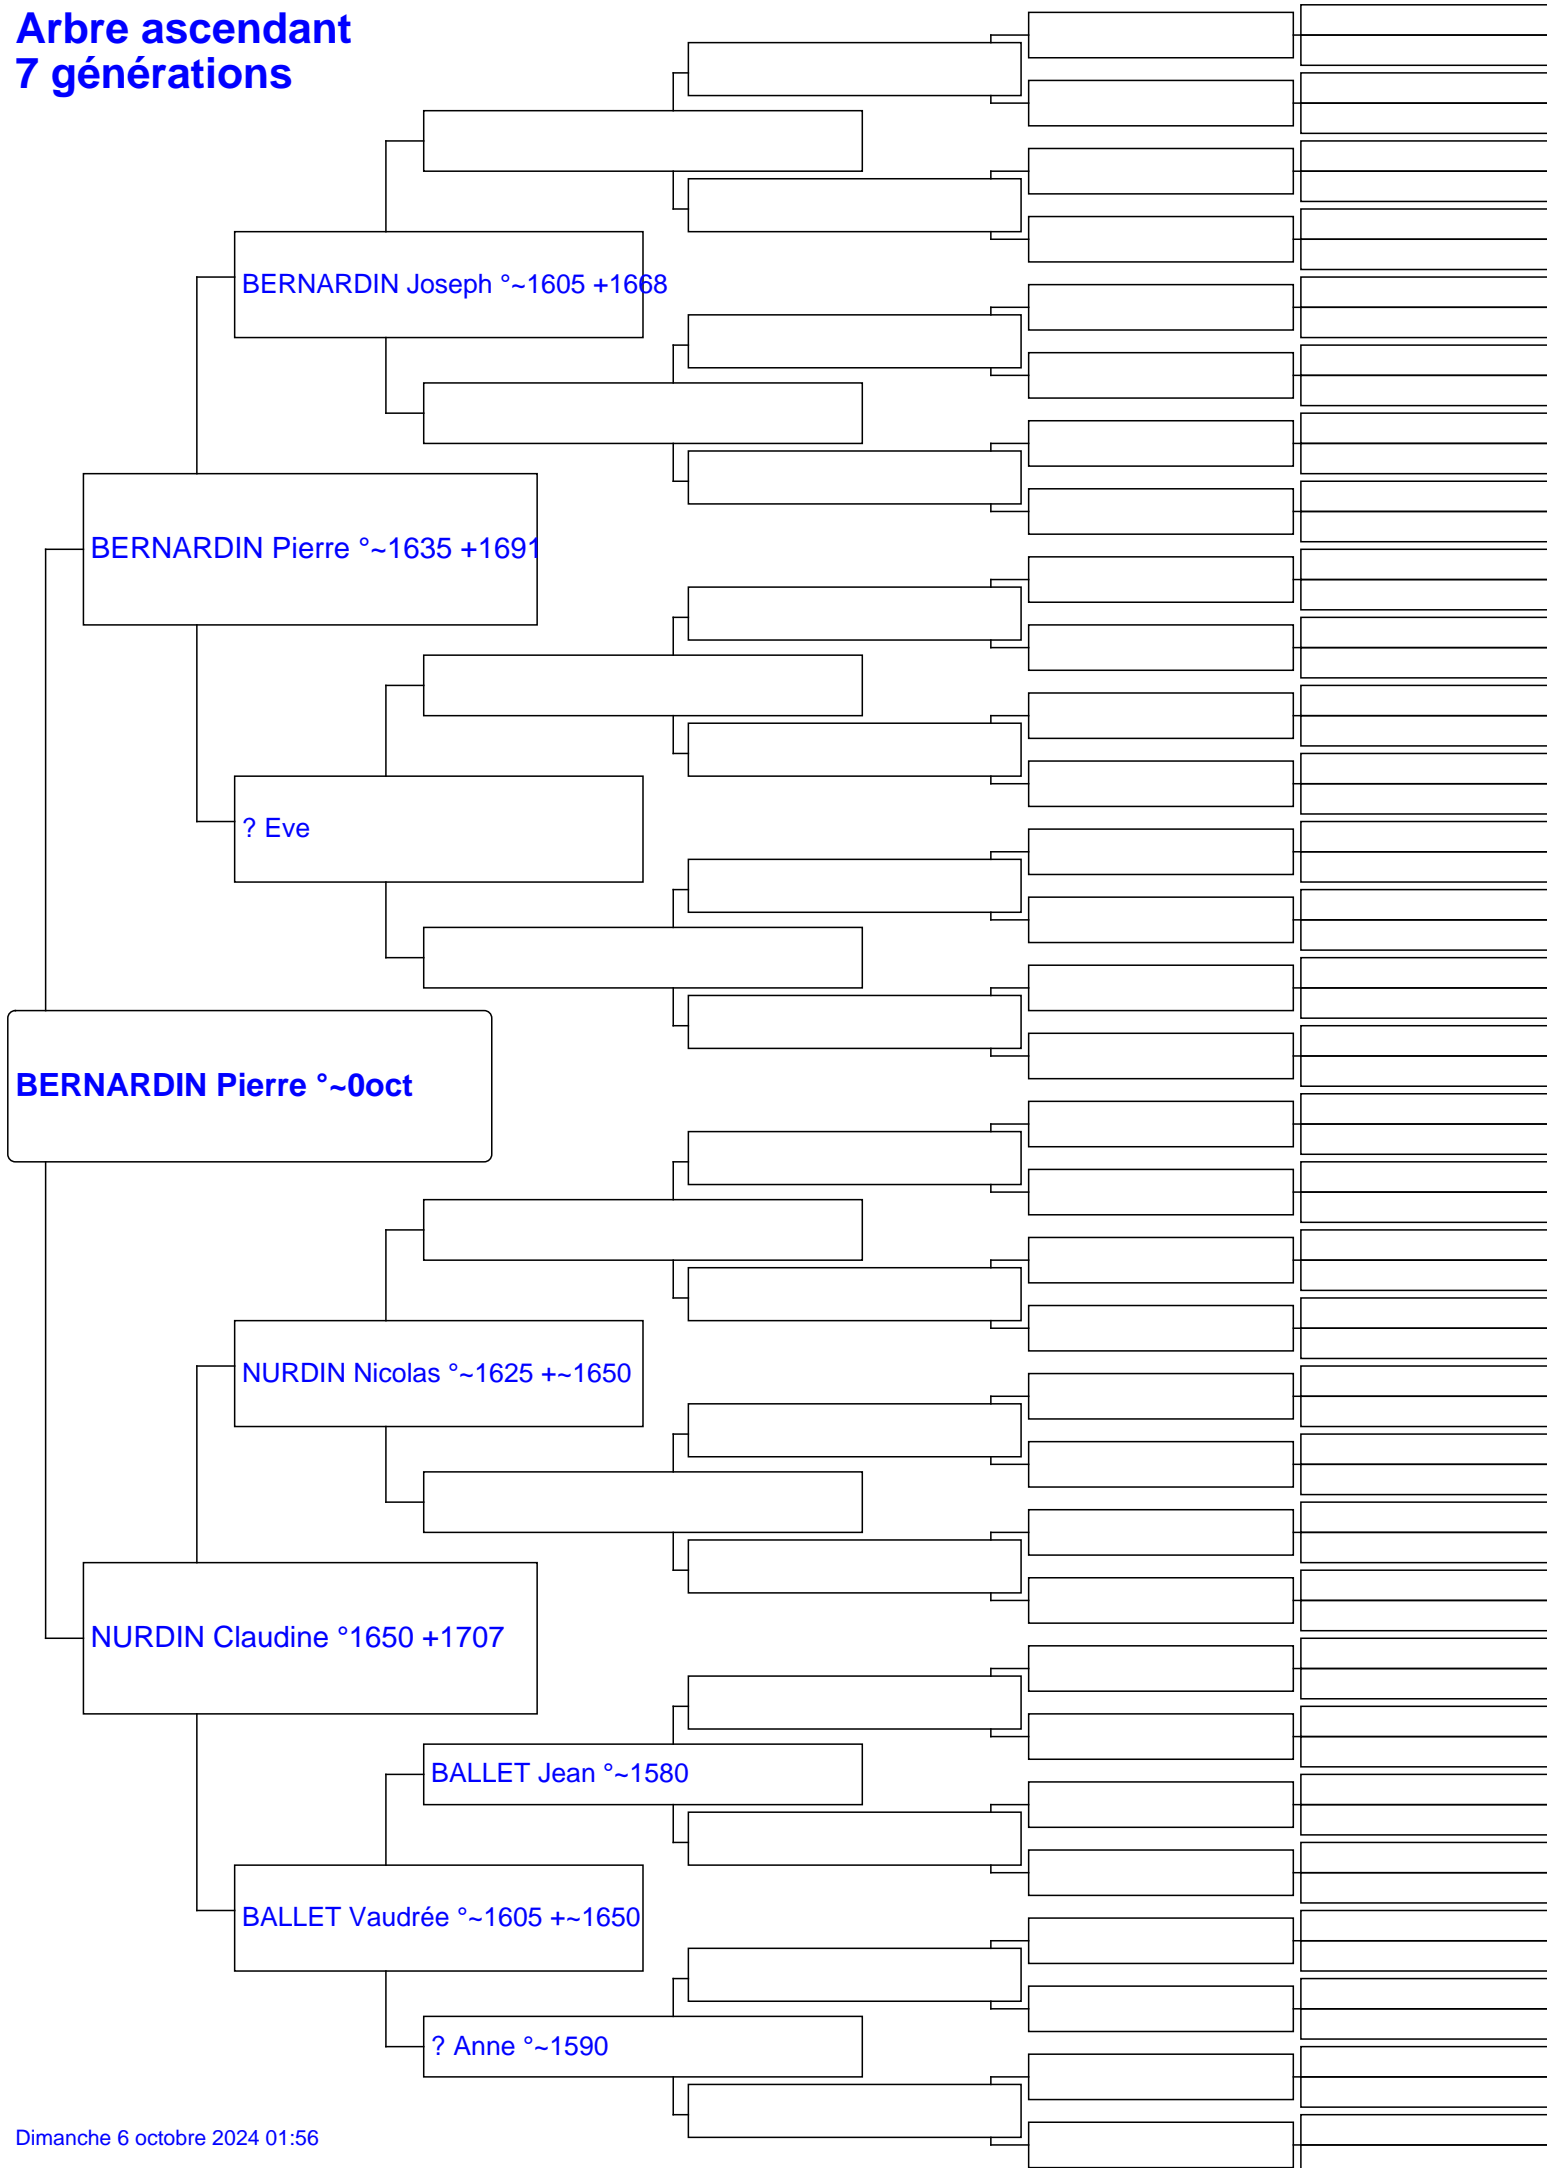 Arbre ascendant
7 générations
BERNARDIN Joseph °~1605 +1668
BERNARDIN Pierre °~1635 +1691
? Eve
BERNARDIN Pierre °~0oct
NURDIN Nicolas °~1625 +~1650
NURDIN Claudine °1650 +1707
BALLET Jean °~1580
BALLET Vaudrée °~1605 +~1650
? Anne °~1590
Dimanche 6 octobre 2024 01:56